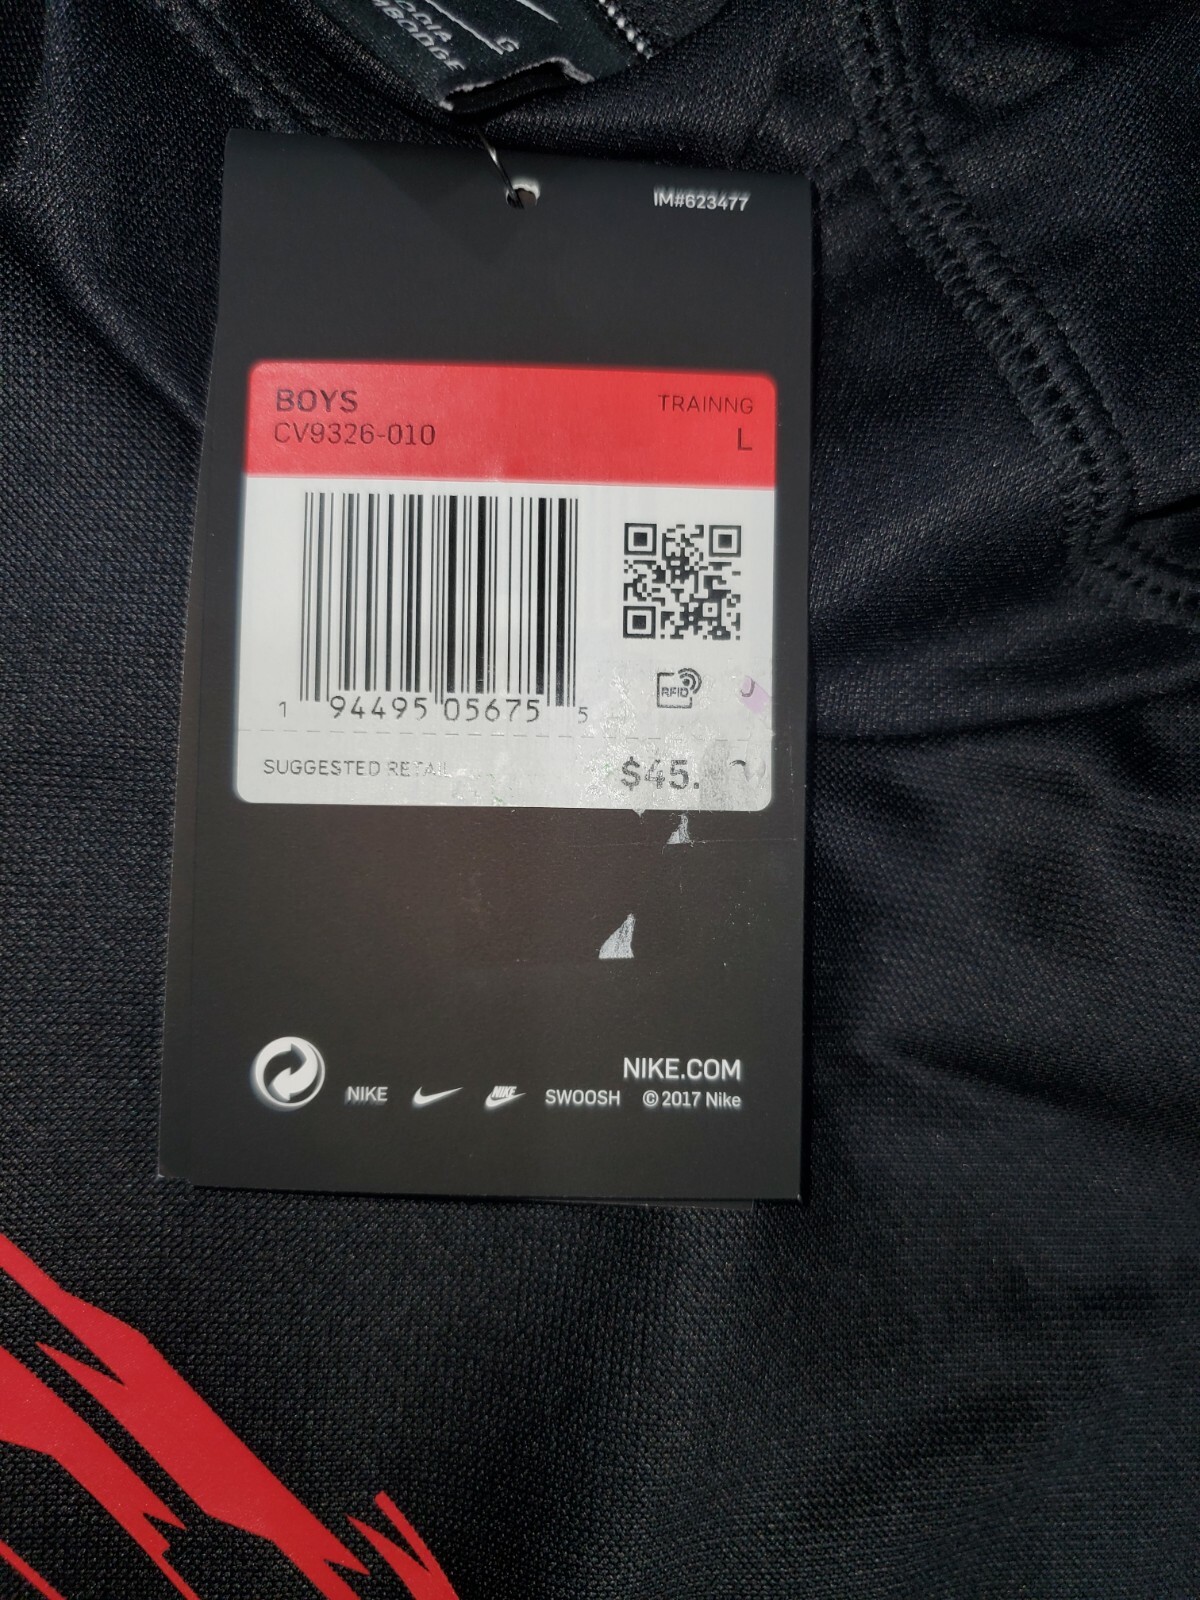 IM#623477
BOYS
TRAINNG
CV9326-010
L
RFID
1 94495 05675 5
SUGGESTED RETAIL
$45.
NIKE.COM
NIKE NIKE SWOOSH © 2017 Nike